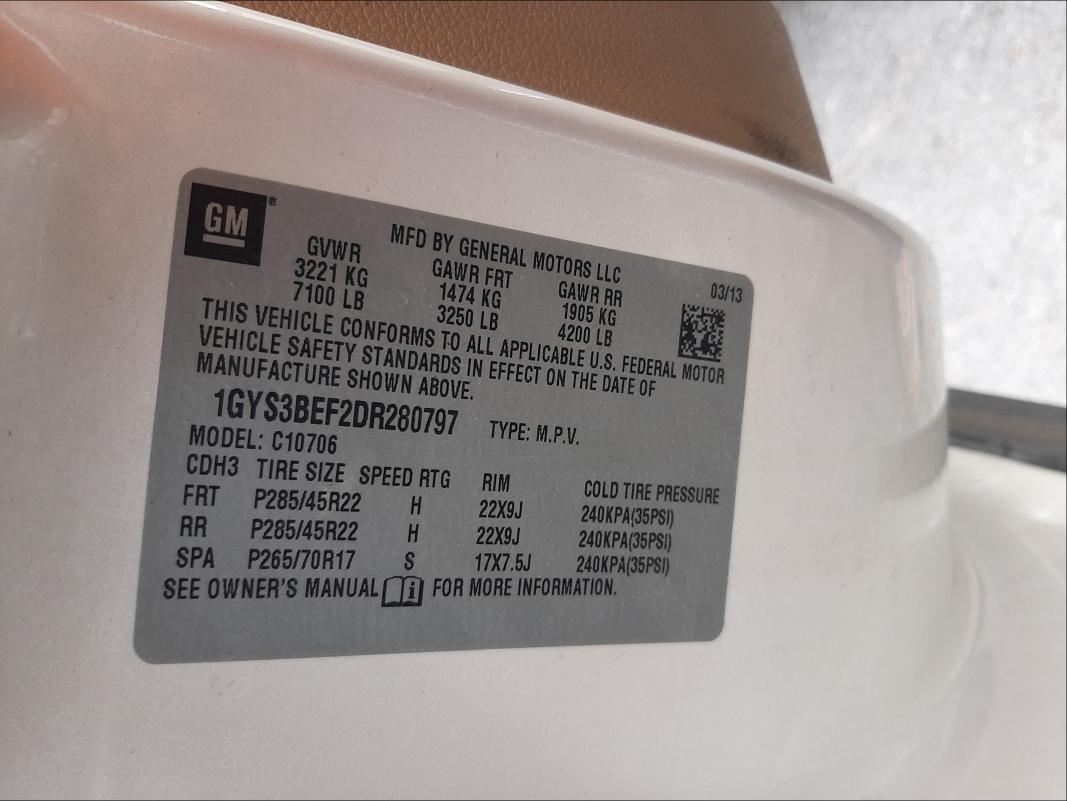 GM ®
MFD BY GENERAL MOTORS LLC
03/13
GVWR GAWR FRT GAWR RR
3221 KG 1474 KG 1905 KG
7100 LB 3250 LB 4200 LB
THIS VEHICLE CONFORMS TO ALL APPLICABLE U.S. FEDERAL MOTOR
VEHICLE SAFETY STANDARDS IN EFFECT ON THE DATE OF
MANUFACTURE SHOWN ABOVE.
1GYS3BEF2DR280797 TYPE: M.P.V.
MODEL: C10706
CDH3 TIRE SIZE SPEED RTG RIM COLD TIRE PRESSURE
FRT P285/45R22 H 22X9J 240KPA(35PSI)
RR P285/45R22 H 22X9J 240KPA(35PSI)
SPA P265/70R17 S 17X7.5J 240KPA(35PSI)
SEE OWNER'S MANUAL FOR MORE INFORMATION.